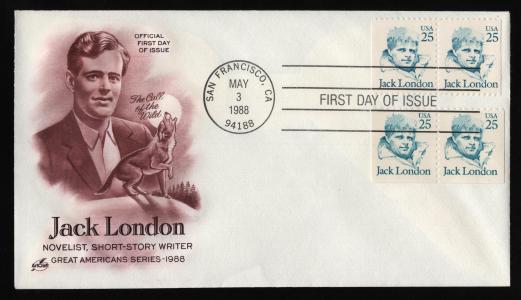 OFFICIAL
FIRST DAY
OF ISSUE
The Call
of the
Wild
Jack London
NOVELIST, SHORT-STORY WRITER
GREAT AMERICANS SERIES-1988
SAN FRANCISCO, CA
MAY
3
1988
94188
FIRST DAY OF ISSUE
USA
25
Jack London
USA
25
Jack London
USA
25
Jack London
USA
25
Jack London